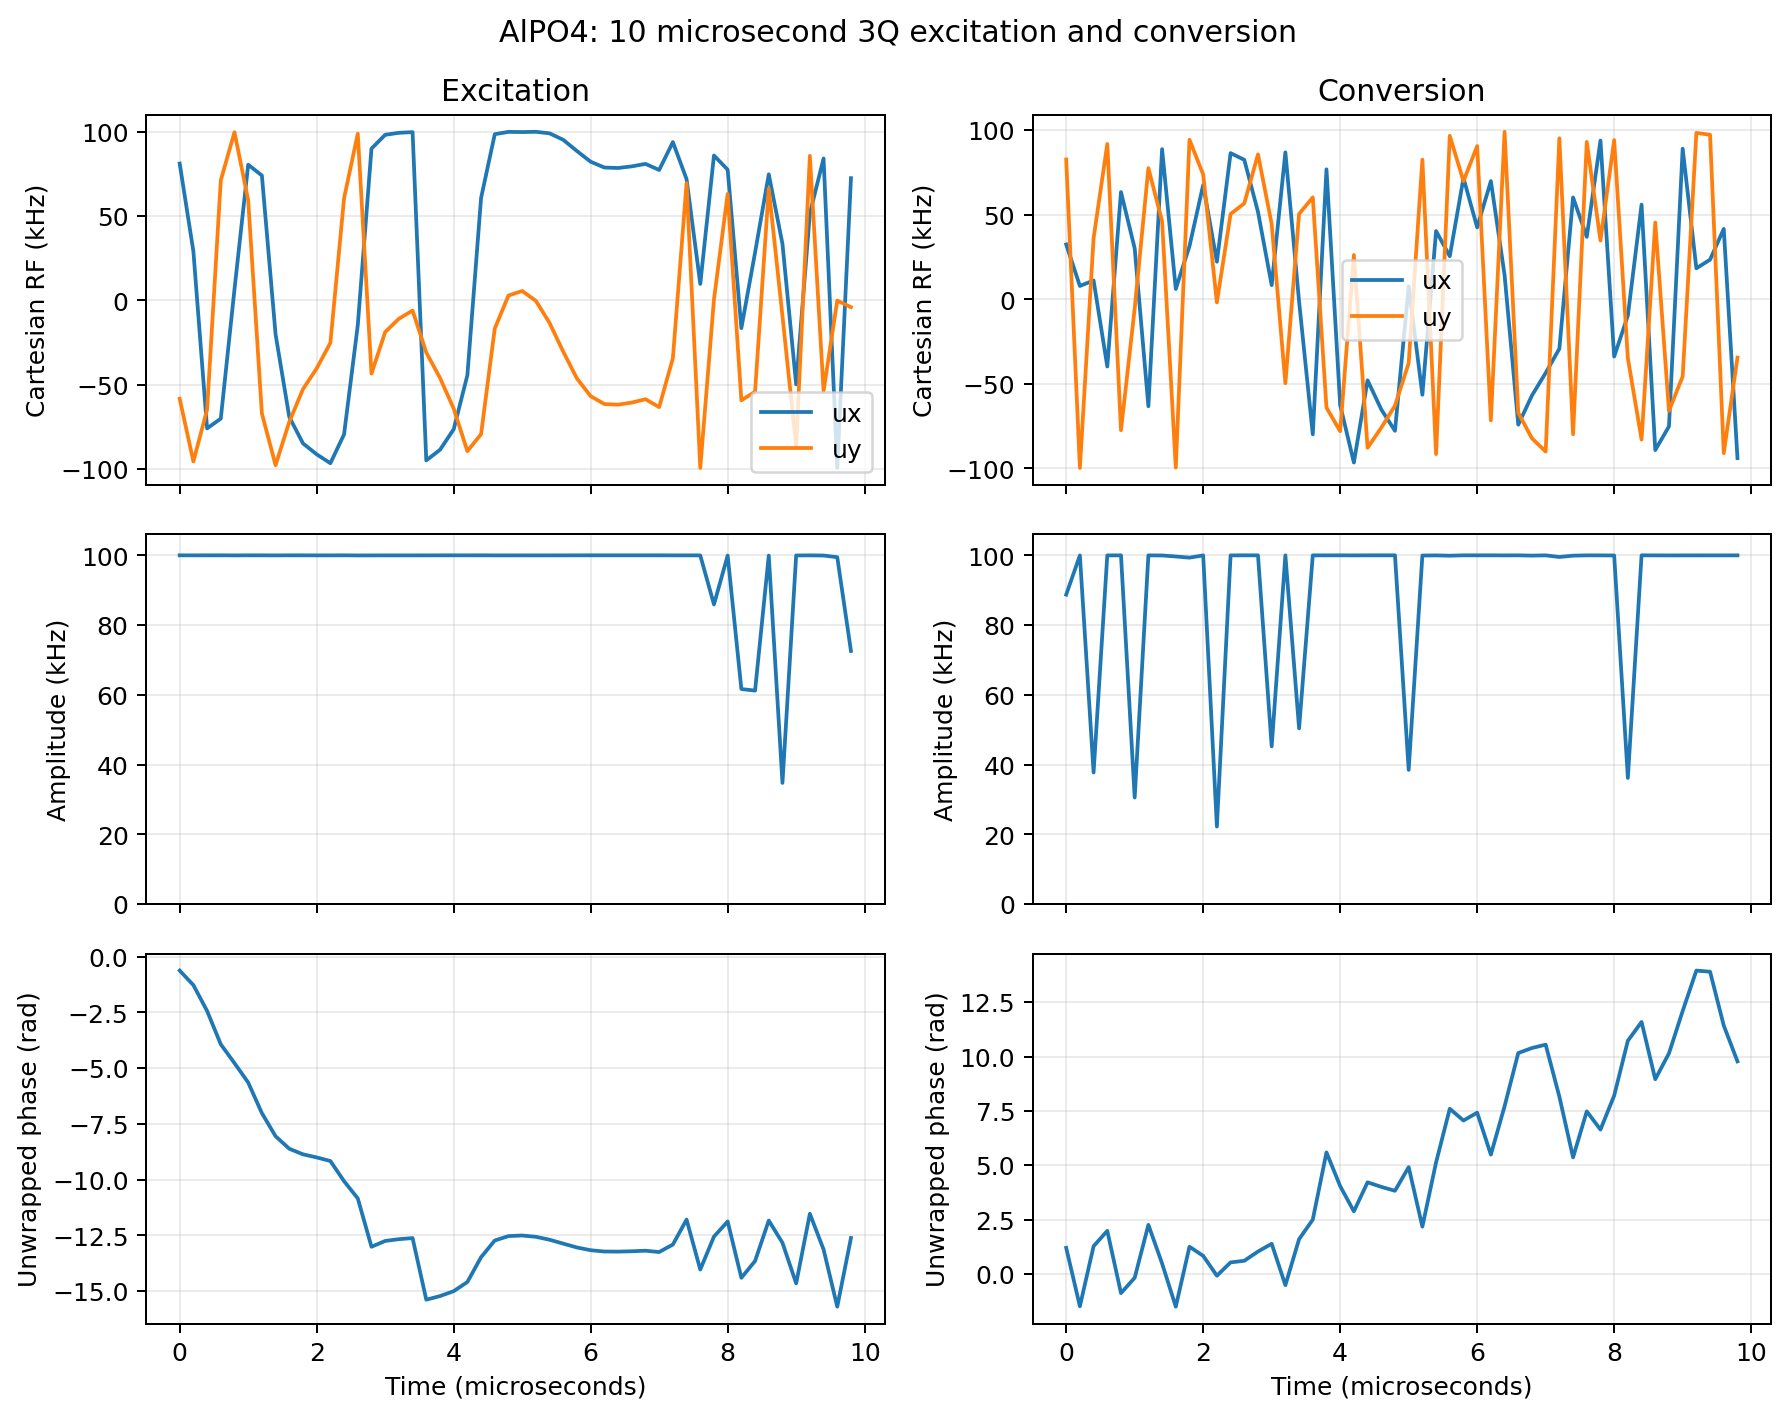 AlPO4: 10 microsecond 3Q excitation and conversion
Excitation
Cartesian RF (kHz)
100
50
0
−50
−100
ux
uy
Conversion
Cartesian RF (kHz)
100
50
0
−50
−100
ux
uy
Amplitude (kHz)
100
80
60
40
20
0
Amplitude (kHz)
100
80
60
40
20
0
Unwrapped phase (rad)
0.0
−2.5
−5.0
−7.5
−10.0
−12.5
−15.0
0 2 4 6 8 10
Time (microseconds)
Unwrapped phase (rad)
12.5
10.0
7.5
5.0
2.5
0.0
0 2 4 6 8 10
Time (microseconds)